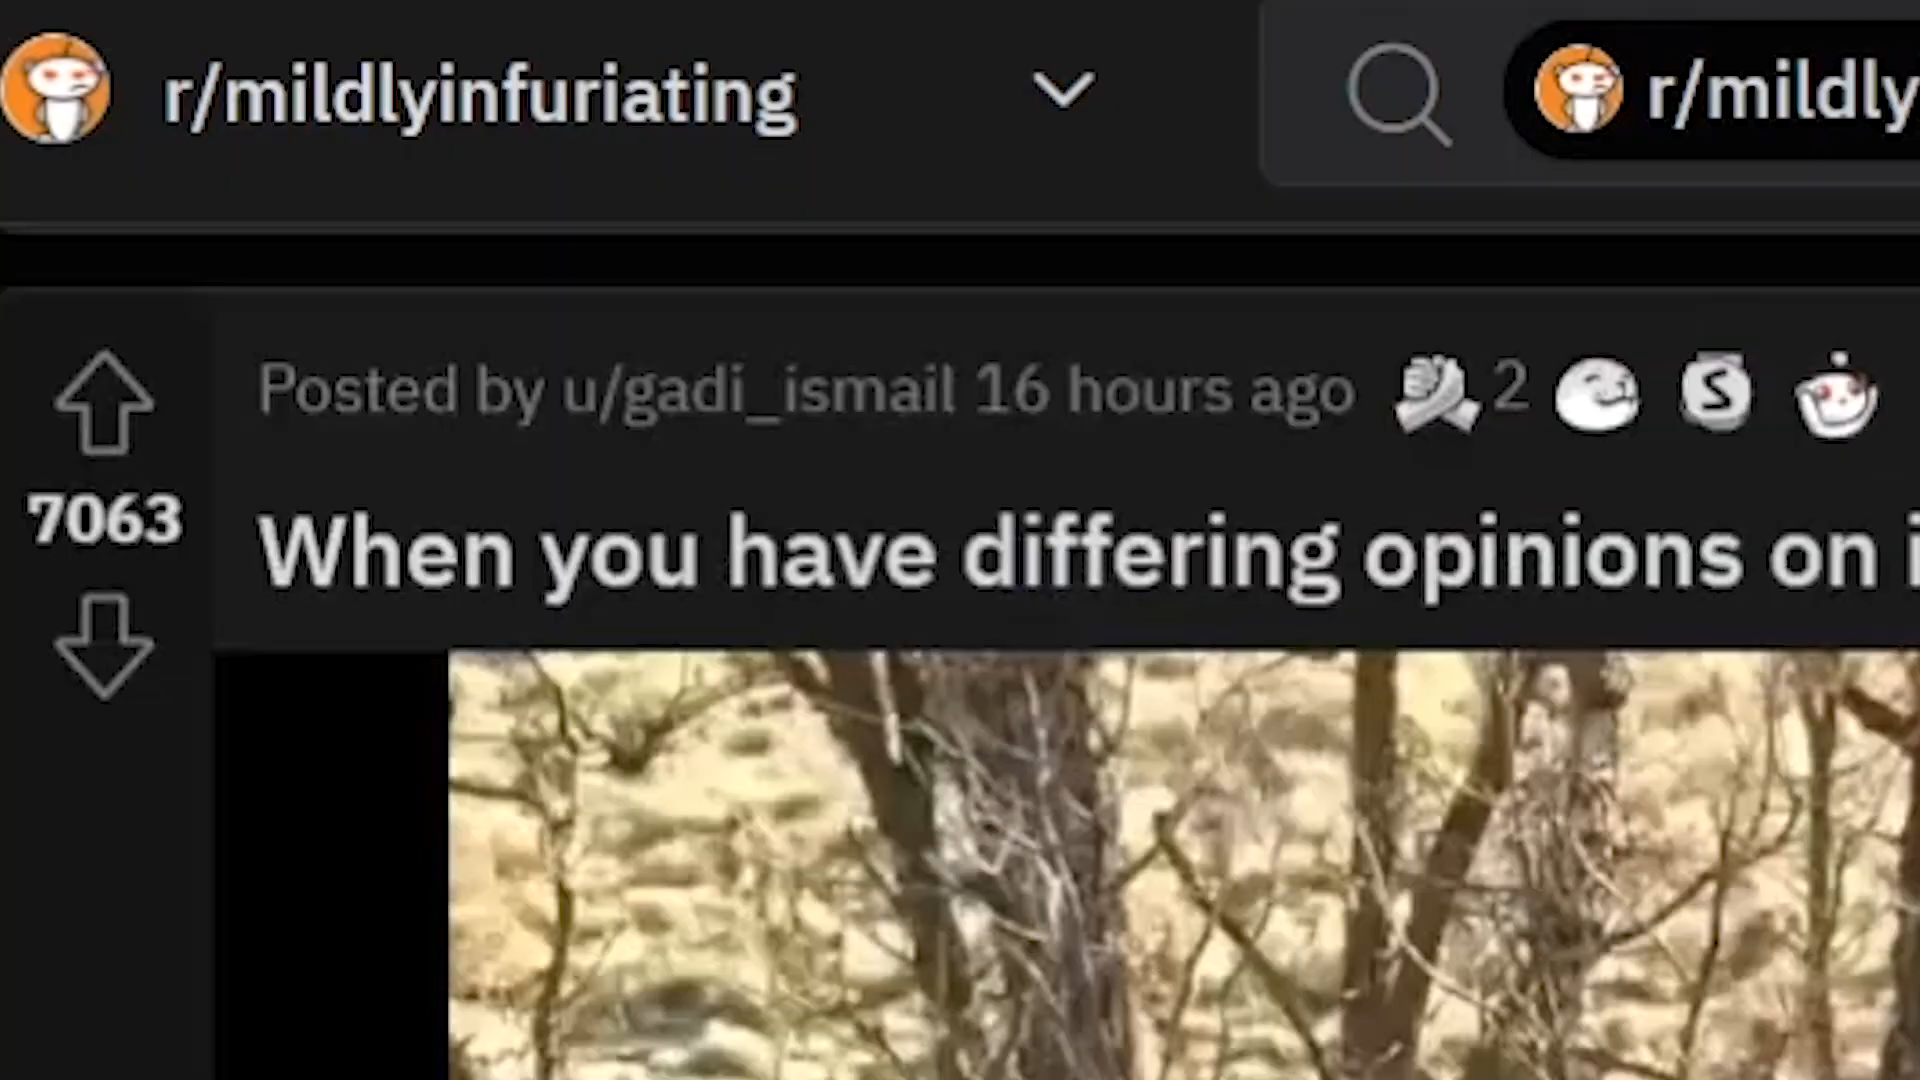 r/mildlyinfuriating
r/mildly
Posted by u/gadi_ismail 16 hours ago 2
7063
When you have differing opinions on i